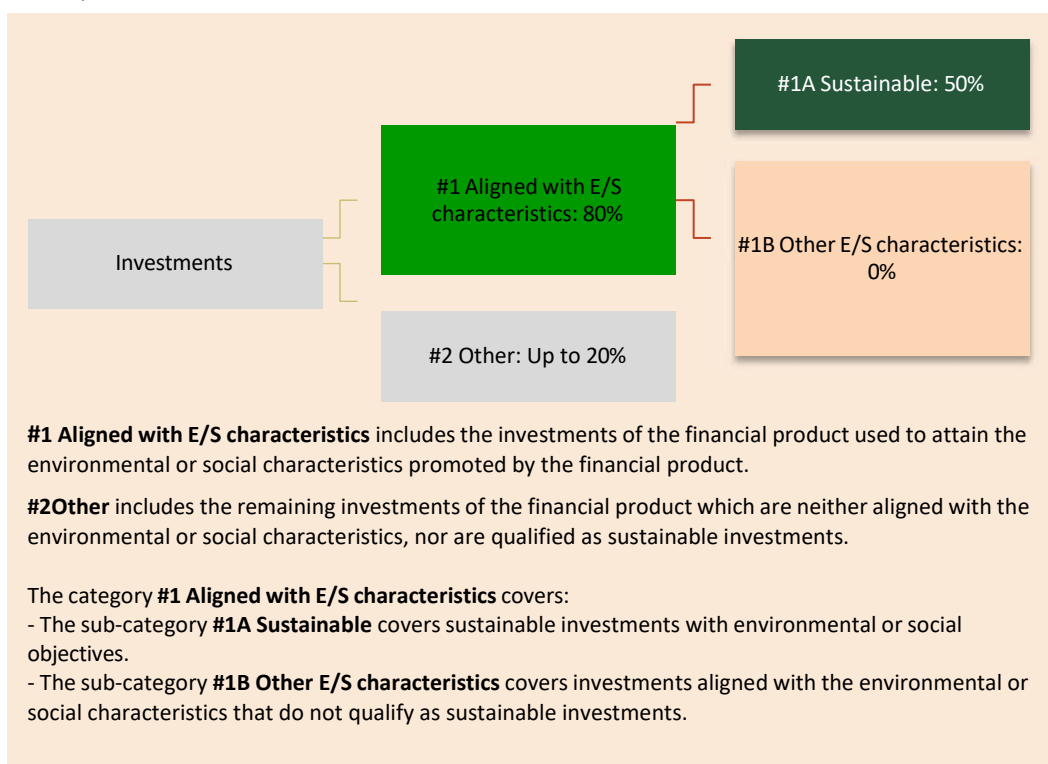 #1A Sustainable: 50%
#1 Aligned with E/S
characteristics: 80%
#1B Other E/S characteristics:
0%
Investments
#2 Other: Up to 20%
#1 Aligned with E/S characteristics includes the investments of the financial product used to attain the
environmental or social characteristics promoted by the financial product.
#2Other includes the remaining investments of the financial product which are neither aligned with the
environmental or social characteristics, nor are qualified as sustainable investments.
The category #1 Aligned with E/S characteristics covers:
- The sub-category #1A Sustainable covers sustainable investments with environmental or social
objectives.
- The sub-category #1B Other E/S characteristics covers investments aligned with the environmental or
social characteristics that do not qualify as sustainable investments.